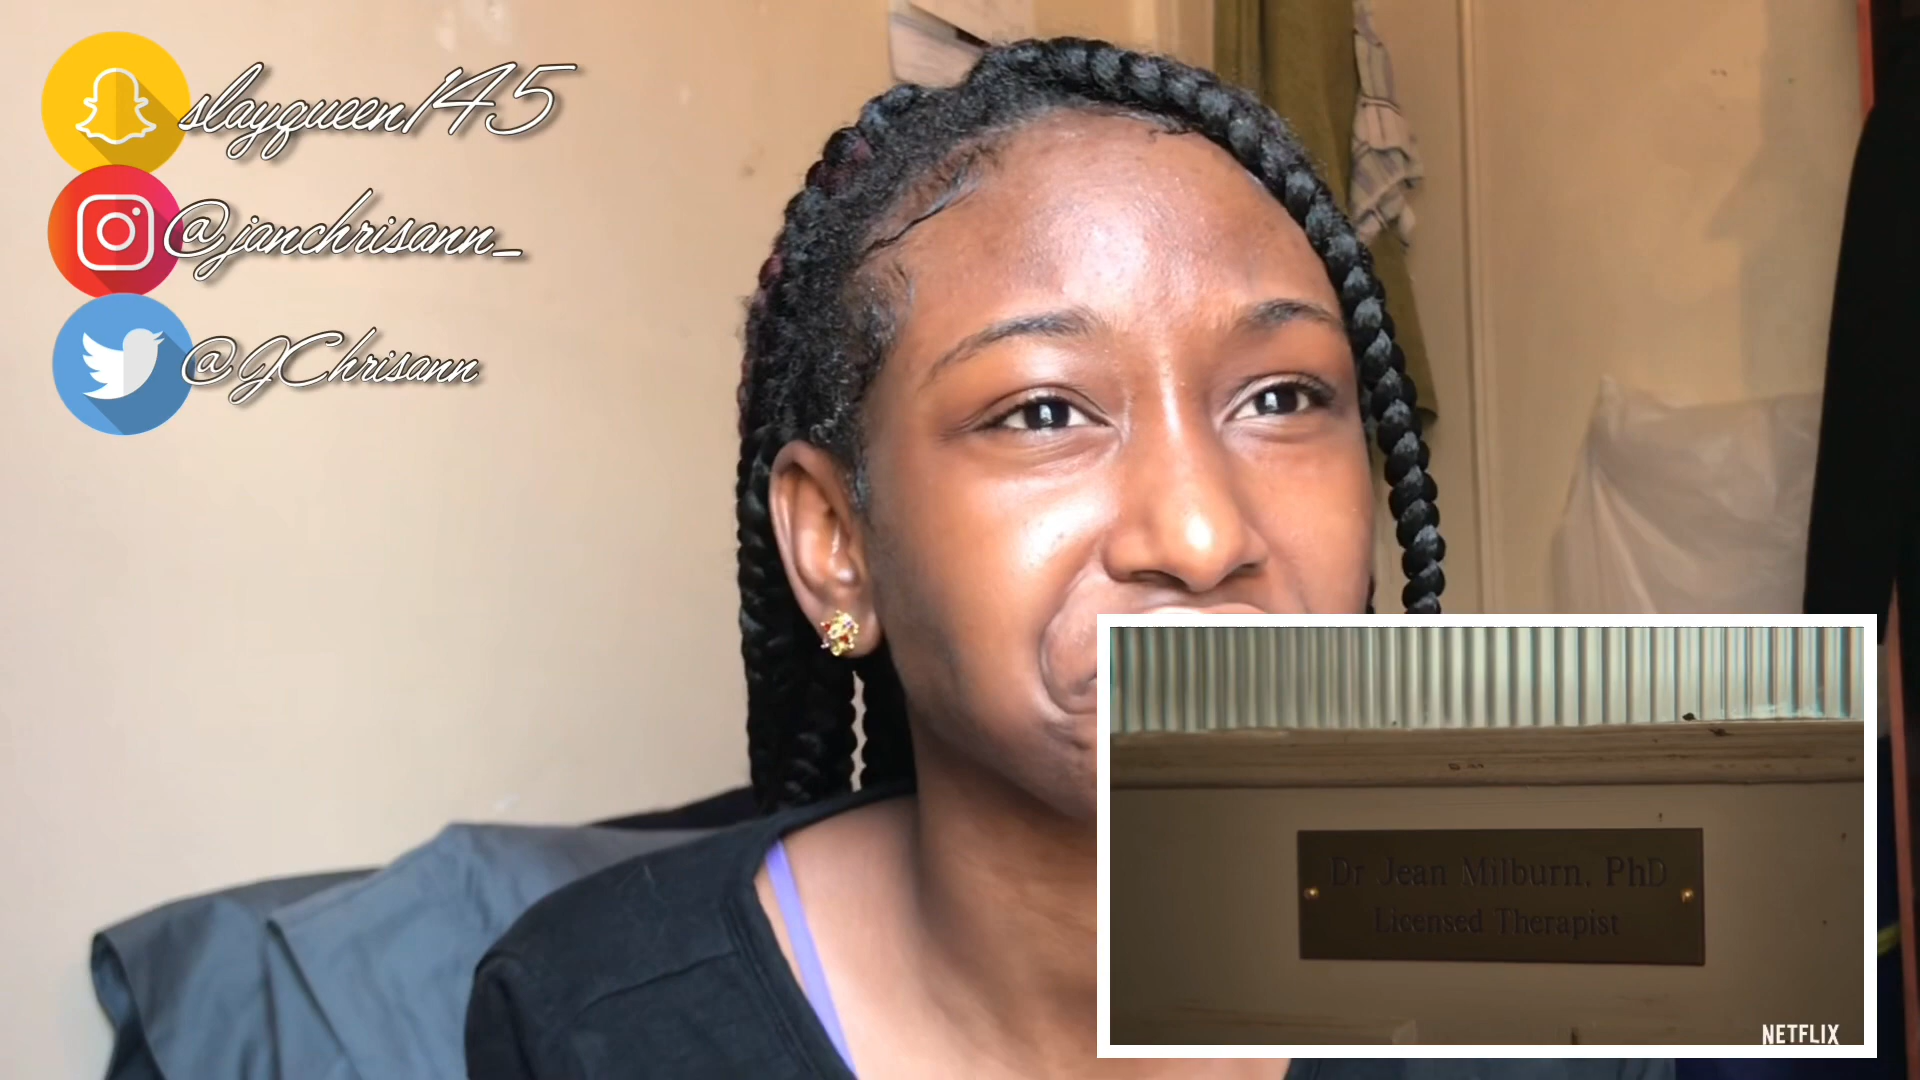 slayqueen145
@janchrisann_
@JChrisann
Dr Jean Milburn, PhD
Licensed Therapist
NETFLIX